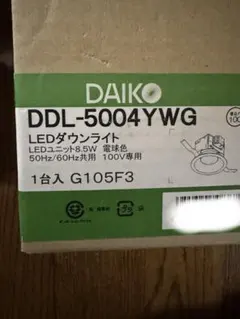 DAIKO
DDL-5004YWG
LEDダウンライト
LEDユニット8.5W 電球色
50Hz/60Hz共用 100V専用
1台入 G105F3